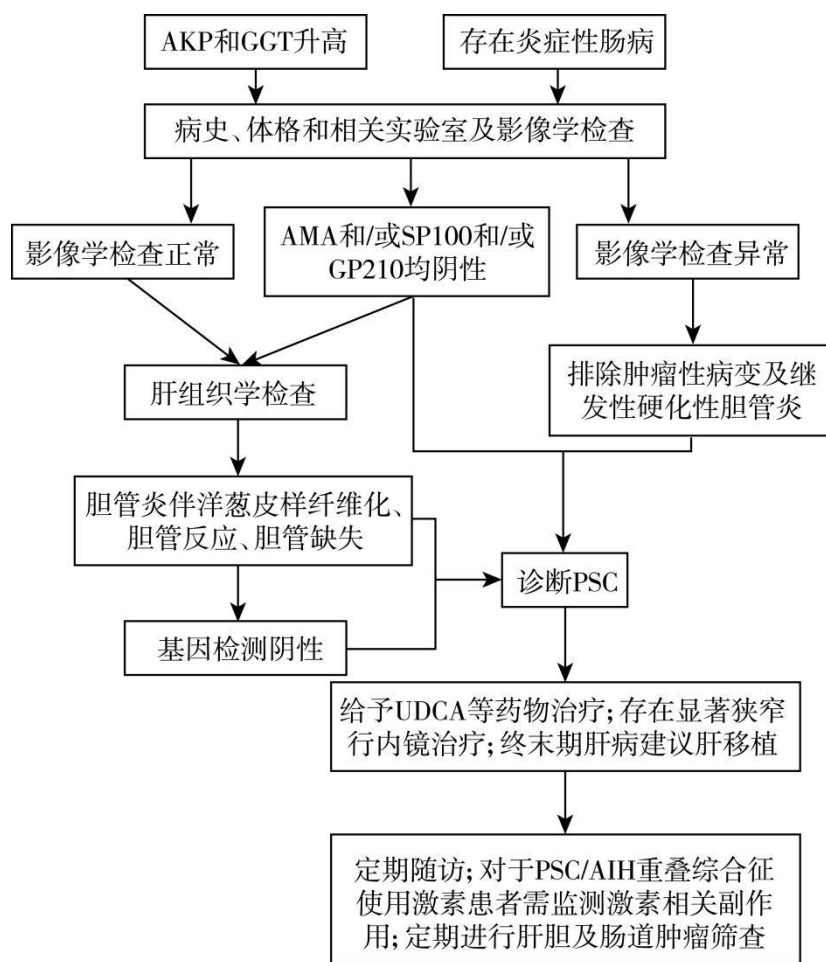 AKP和GGT升高
存在炎症性肠病
病史、体格和相关实验室及影像学检查
影像学检查正常
AMA和/或SP100和/或
GP210均阴性
影像学检查异常
肝组织学检查
排除肿瘤性病变及继
发性硬化性胆管炎
胆管炎伴洋葱皮样纤维化、
胆管反应、胆管缺失
诊断PSC
基因检测阴性
给予UDCA等药物治疗;存在显著狭窄
行内镜治疗;终末期肝病建议肝移植
定期随访;对于PSC/AIH重叠综合征
使用激素患者需监测激素相关副作
用;定期进行肝胆及肠道肿瘤筛查